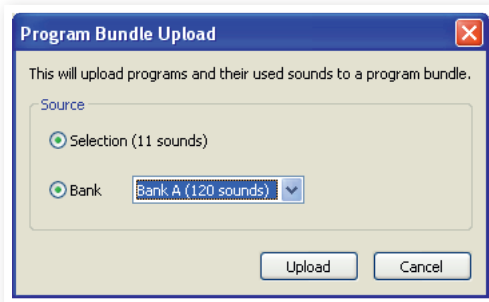 Program Bundle Upload
This will upload programs and their used sounds to a program bundle.
Source
Selection (11 sounds)
Bank Bank A (120 sounds)
Upload Cancel